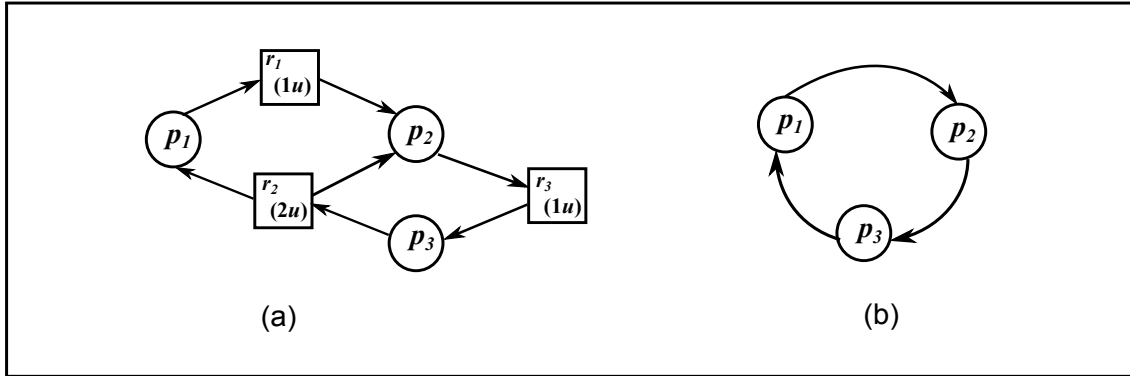 r₁
(1u)
p₁
p₂
r₂
(2u)
r₃
(1u)
p₃
(a)
p₁
p₂
p₃
(b)